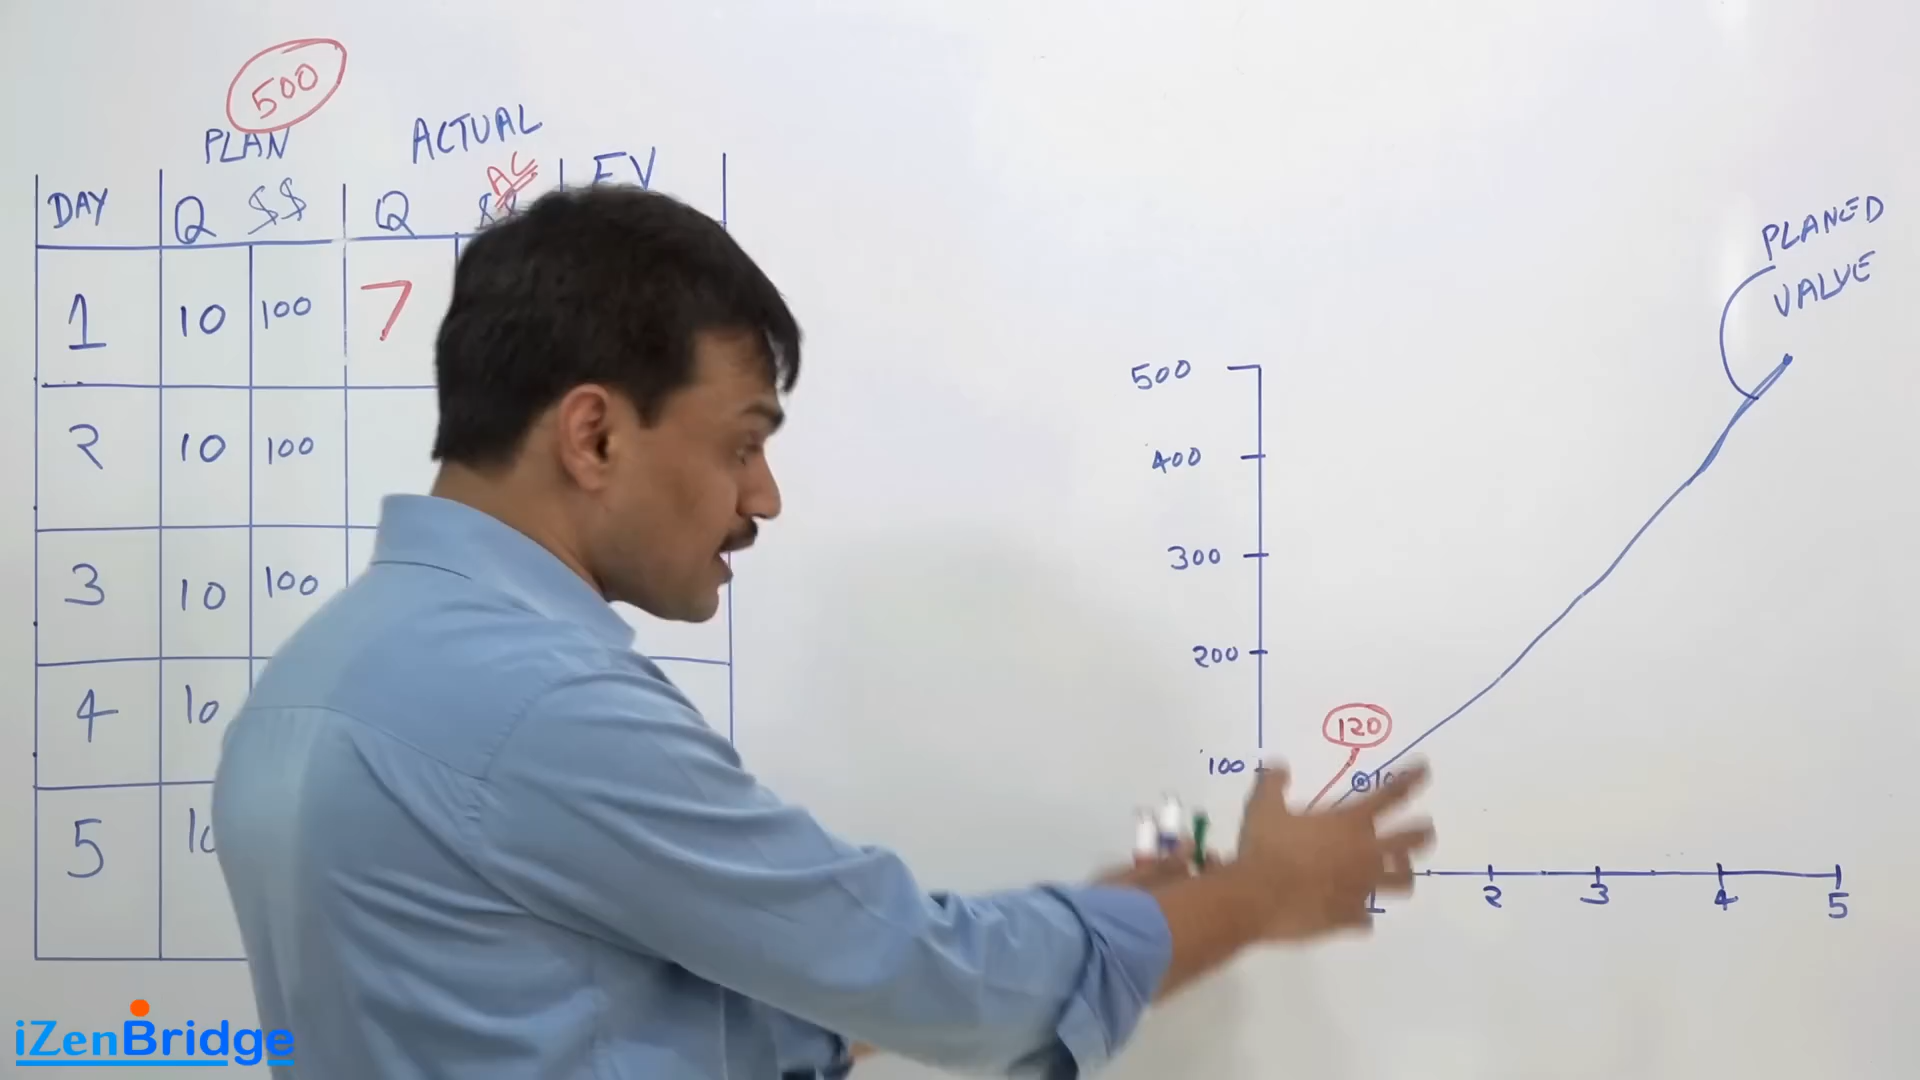 500
PLAN
ACTUAL
AC
EV
DAY Q $$ Q $$
1 10 100 7
2 10 100
3 10 100
4 10
5
PLANED
VALUE
500
400
300
200
120
100
1 2 3 4 5
iZenBridge